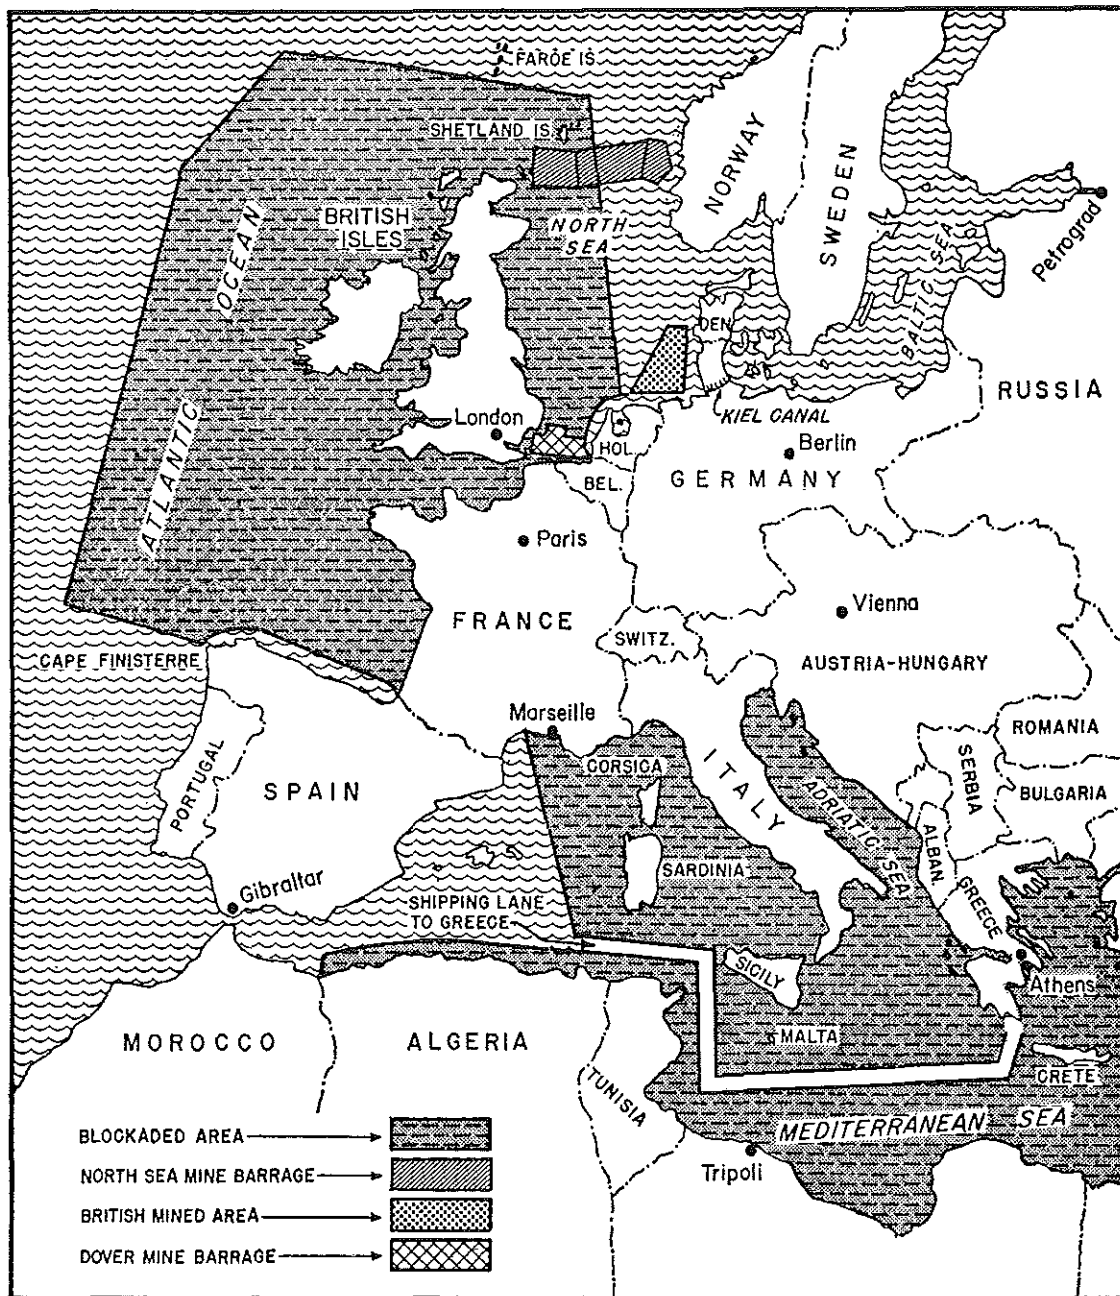 FAROE IS.
SHETLAND IS.
NORWAY
SWEDEN
Petrograd
BRITISH
ISLES
NORTH
SEA
ATLANTIC OCEAN
BALTIC SEA
DEN.
RUSSIA
KIEL CANAL
London
HOL.
Berlin
BEL.
GERMANY
Paris
FRANCE
SWITZ.
Vienna
AUSTRIA-HUNGARY
CAPE FINISTERRE
Marseille
ROMANIA
CORSICA
ITALY
SERBIA
PORTUGAL
SPAIN
ADRIATIC SEA
BULGARIA
ALBAN.
SARDINIA
GREECE
Gibraltar
SHIPPING LANE
TO GREECE
SICILY
Athens
MOROCCO
ALGERIA
MALTA
CRETE
TUNISIA
MEDITERRANEAN SEA
Tripoli
BLOCKADED AREA
NORTH SEA MINE BARRAGE
BRITISH MINED AREA
DOVER MINE BARRAGE